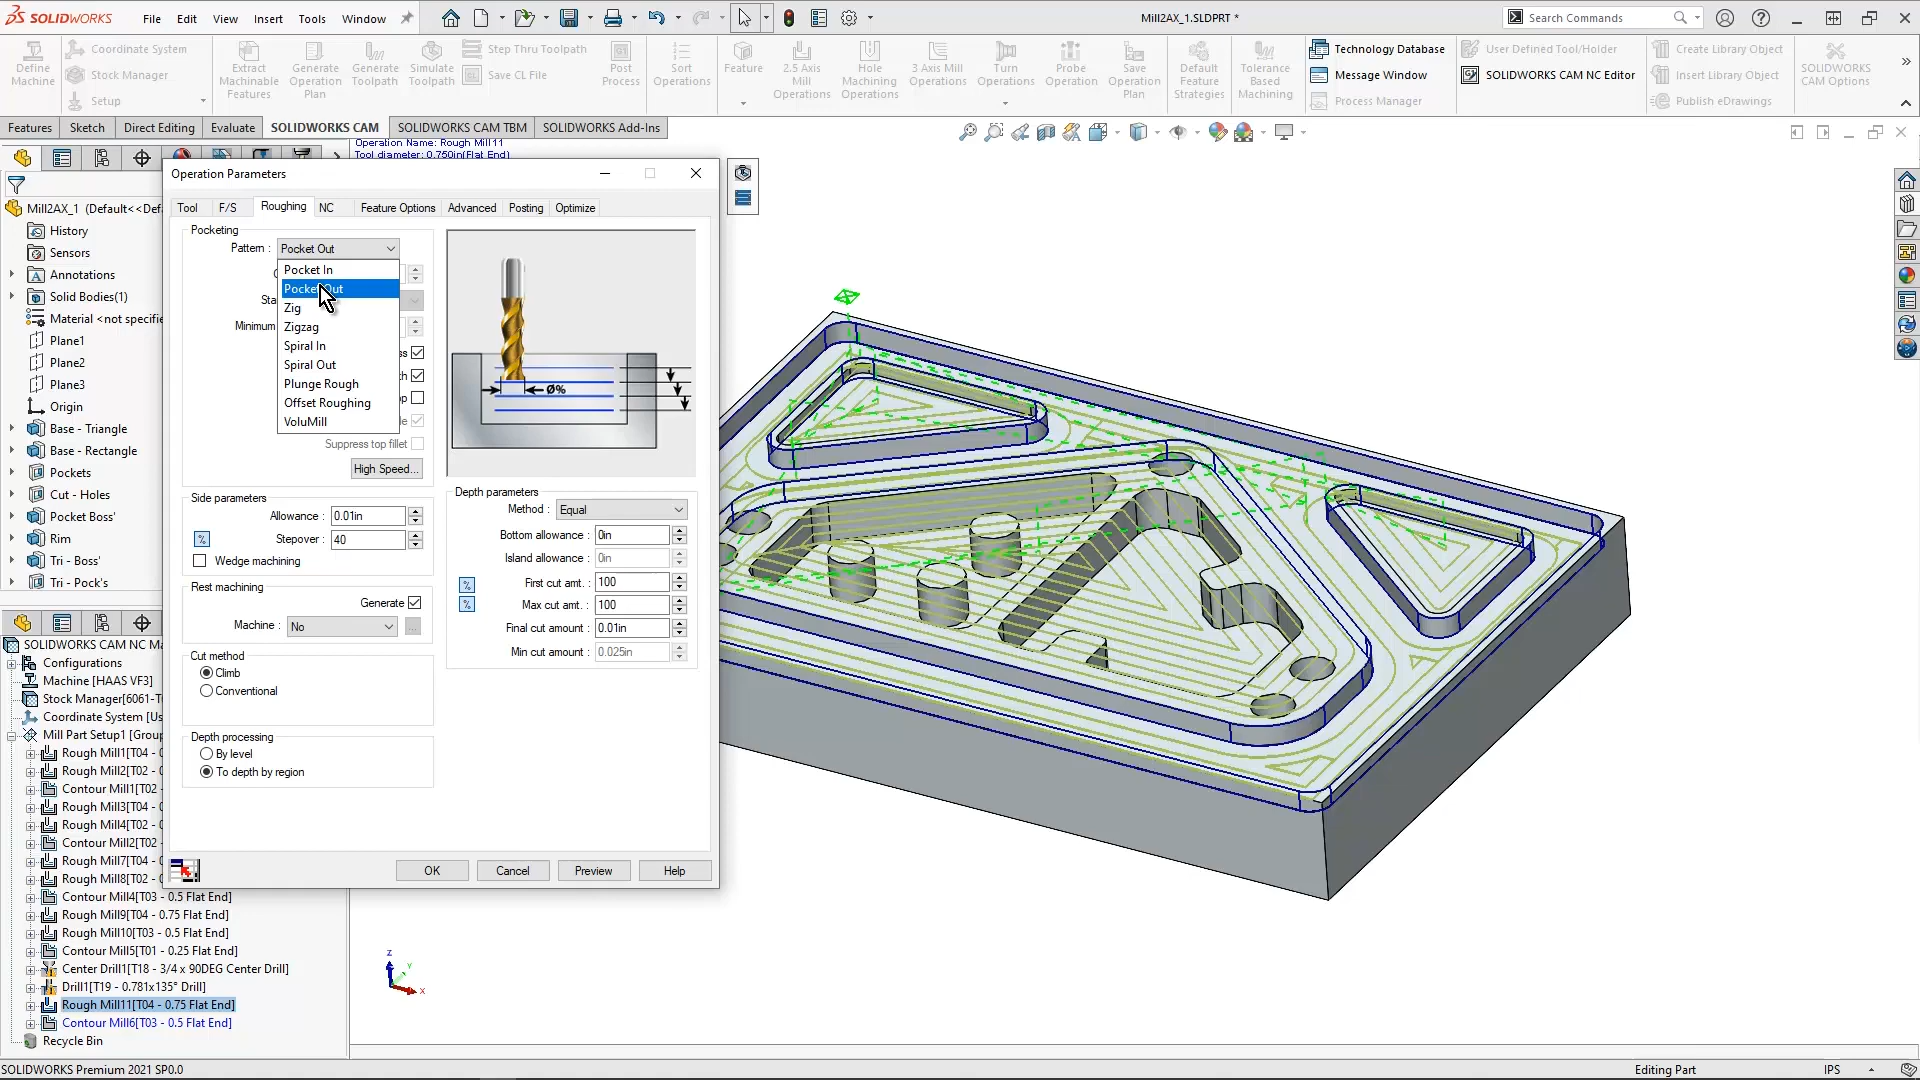 SOLIDWORKS
File Edit View Insert Tools Window
Mill2AX_1.SLDPRT *
Search Commands
Define Machine
Coordinate System
Stock Manager
Setup
Extract Machinable Features
Generate Operation Plan
Generate Toolpath
Simulate Toolpath
Step Thru Toolpath
Save CL File
Post Process
Sort Operations
Feature
2.5 Axis Mill Operations
Hole Machining Operations
3 Axis Mill Operations
Turn Operations
Probe Operations
Save Operation Plan
Default Feature Strategies
Tolerance Based Machining
Technology Database
Message Window
Process Manager
User Defined Tool/Holder
SOLIDWORKS CAM NC Editor
Create Library Object
Insert Library Object
Publish eDrawings
SOLIDWORKS CAM Options
Features Sketch Direct Editing Evaluate SOLIDWORKS CAM SOLIDWORKS CAM TBM SOLIDWORKS Add-Ins
Operation Name: Rough Mill11
Tool diameter: 0.750in(Flat End)
Mill2AX_1 (Default<<Def
History
Sensors
Annotations
Solid Bodies(1)
Material <not specifie
Plane1
Plane2
Plane3
Origin
Base - Triangle
Base - Rectangle
Pockets
Cut - Holes
Pocket Boss'
Rim
Tri - Boss'
Tri - Pock's
SOLIDWORKS CAM NC Ma
Configurations
Machine [HAAS VF3]
Stock Manager[6061-T
Coordinate System [Us
Mill Part Setup1 [Group
Rough Mill1[T04 - 0
Rough Mill2[T02 - 0
Contour Mill1[T02 -
Rough Mill3[T04 - 0
Rough Mill4[T02 - 0
Contour Mill2[T02 -
Rough Mill7[T04 - 0
Rough Mill8[T02 - 0
Contour Mill4[T03 - 0.5 Flat End]
Rough Mill9[T04 - 0.75 Flat End]
Rough Mill10[T03 - 0.5 Flat End]
Contour Mill5[T01 - 0.25 Flat End]
Center Drill1[T18 - 3/4 x 90DEG Center Drill]
Drill1[T19 - 0.781x135° Drill]
Rough Mill11[T04 - 0.75 Flat End]
Contour Mill6[T03 - 0.5 Flat End]
Recycle Bin
Operation Parameters
Tool F/S Roughing NC Feature Options Advanced Posting Optimize
Pocketing
Pattern : Pocket Out
Pocket In
Pocket Out
Zig
Zigzag
Spiral In
Spiral Out
Plunge Rough
Offset Roughing
VoluMill
Sta
Minimum
Suppress top fillet
High Speed...
Side parameters
Allowance : 0.01in
% Stepover : 40
Wedge machining
Rest machining
Generate
Machine : No ...
Cut method
Climb
Conventional
Depth processing
By level
To depth by region
Ø%
Depth parameters
Method : Equal
Bottom allowance : 0in
Island allowance : 0in
% First cut amt. : 100
% Max cut amt. : 100
Final cut amount : 0.01in
Min cut amount : 0.025in
OK Cancel Preview Help
Z
Y
X
SOLIDWORKS Premium 2021 SP0.0
Editing Part
IPS